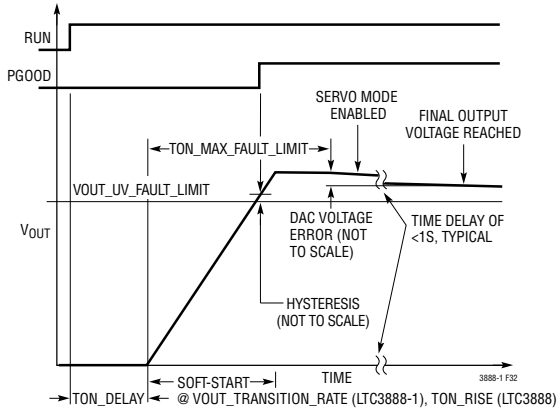 RUN
PGOOD
SERVO MODE
ENABLED
FINAL OUTPUT
VOLTAGE REACHED
TON_MAX_FAULT_LIMIT
VOUT_UV_FAULT_LIMIT
VOUT
DAC VOLTAGE
ERROR (NOT
TO SCALE)
TIME DELAY OF
<1S, TYPICAL
HYSTERESIS
(NOT TO SCALE)
SOFT-START
TIME
3888-1 F32
TON_DELAY
@ VOUT_TRANSITION_RATE (LTC3888-1), TON_RISE (LTC3888)